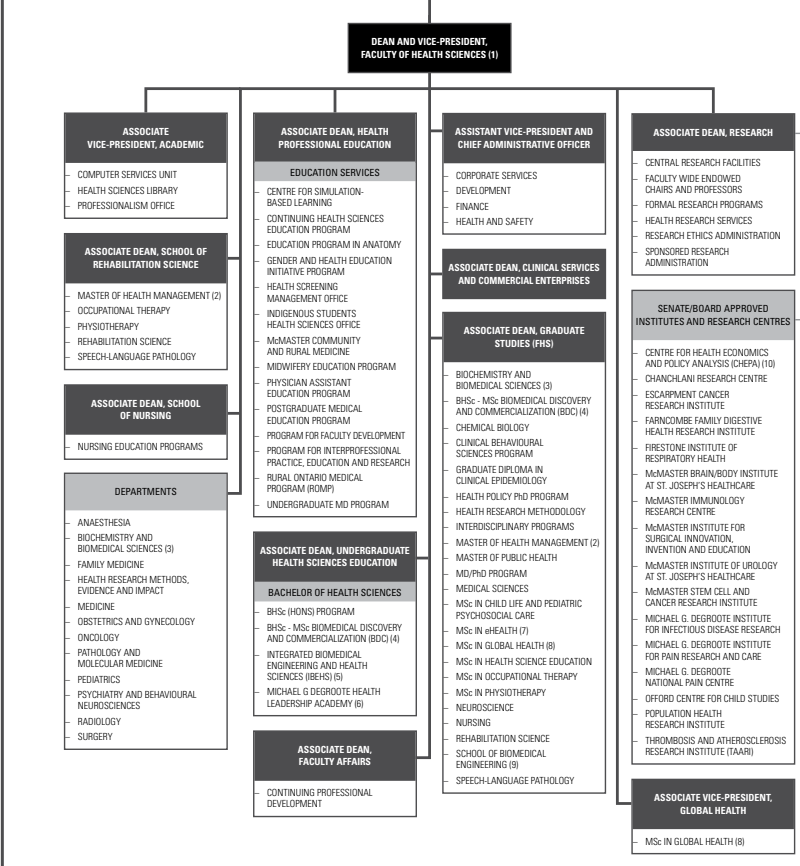 DEAN AND VICE-PRESIDENT,
FACULTY OF HEALTH SCIENCES (1)
ASSOCIATE
VICE-PRESIDENT, ACADEMIC
– COMPUTER SERVICES UNIT
– HEALTH SCIENCES LIBRARY
– PROFESSIONALISM OFFICE
ASSOCIATE DEAN, SCHOOL OF
REHABILITATION SCIENCE
– MASTER OF HEALTH MANAGEMENT (2)
– OCCUPATIONAL THERAPY
– PHYSIOTHERAPY
– REHABILITATION SCIENCE
– SPEECH-LANGUAGE PATHOLOGY
ASSOCIATE DEAN, SCHOOL
OF NURSING
– NURSING EDUCATION PROGRAMS
DEPARTMENTS
– ANAESTHESIA
– BIOCHEMISTRY AND
BIOMEDICAL SCIENCES (3)
– FAMILY MEDICINE
– HEALTH RESEARCH METHODS,
EVIDENCE AND IMPACT
– MEDICINE
– OBSTETRICS AND GYNECOLOGY
– ONCOLOGY
– PATHOLOGY AND
MOLECULAR MEDICINE
– PEDIATRICS
– PSYCHIATRY AND BEHAVIOURAL
NEUROSCIENCES
– RADIOLOGY
– SURGERY
ASSOCIATE DEAN, HEALTH
PROFESSIONAL EDUCATION
EDUCATION SERVICES
– CENTRE FOR SIMULATION-
BASED LEARNING
– CONTINUING HEALTH SCIENCES
EDUCATION PROGRAM
– EDUCATION PROGRAM IN ANATOMY
– GENDER AND HEALTH EDUCATION
INITIATIVE PROGRAM
– HEALTH SCREENING
MANAGEMENT OFFICE
– INDIGENOUS STUDENTS
HEALTH SCIENCES OFFICE
– McMASTER COMMUNITY
AND RURAL MEDICINE
– MIDWIFERY EDUCATION PROGRAM
– PHYSICIAN ASSISTANT
EDUCATION PROGRAM
– POSTGRADUATE MEDICAL
EDUCATION PROGRAM
– PROGRAM FOR FACULTY DEVELOPMENT
– PROGRAM FOR INTERPROFESSIONAL
PRACTICE, EDUCATION AND RESEARCH
– RURAL ONTARIO MEDICAL
PROGRAM (ROMP)
– UNDERGRADUATE MD PROGRAM
ASSOCIATE DEAN, UNDERGRADUATE
HEALTH SCIENCES EDUCATION
BACHELOR OF HEALTH SCIENCES
– BHSc (HONS) PROGRAM
– BHSc - MSc BIOMEDICAL DISCOVERY
AND COMMERCIALIZATION (BDC) (4)
– INTEGRATED BIOMEDICAL
ENGINEERING AND HEALTH
SCIENCES (IBEHS) (5)
– MICHAEL G DEGROOTE HEALTH
LEADERSHIP ACADEMY (6)
ASSOCIATE DEAN,
FACULTY AFFAIRS
– CONTINUING PROFESSIONAL
DEVELOPMENT
ASSISTANT VICE-PRESIDENT AND
CHIEF ADMINISTRATIVE OFFICER
– CORPORATE SERVICES
– DEVELOPMENT
– FINANCE
– HEALTH AND SAFETY
ASSOCIATE DEAN, CLINICAL SERVICES
AND COMMERCIAL ENTERPRISES
ASSOCIATE DEAN, GRADUATE
STUDIES (FHS)
– BIOCHEMISTRY AND
BIOMEDICAL SCIENCES (3)
– BHSc - MSc BIOMEDICAL DISCOVERY
AND COMMERCIALIZATION (BDC) (4)
– CHEMICAL BIOLOGY
– CLINICAL BEHAVIOURAL
SCIENCES PROGRAM
– GRADUATE DIPLOMA IN
CLINICAL EPIDEMIOLOGY
– HEALTH POLICY PhD PROGRAM
– HEALTH RESEARCH METHODOLOGY
– INTERDISCIPLINARY PROGRAMS
– MASTER OF HEALTH MANAGEMENT (2)
– MASTER OF PUBLIC HEALTH
– MD/PhD PROGRAM
– MEDICAL SCIENCES
– MSc IN CHILD LIFE AND PEDIATRIC
PSYCHOSOCIAL CARE
– MSc IN eHEALTH (7)
– MSc IN GLOBAL HEALTH (8)
– MSc IN HEALTH SCIENCE EDUCATION
– MSc IN OCCUPATIONAL THERAPY
– MSc IN PHYSIOTHERAPY
– NEUROSCIENCE
– NURSING
– REHABILITATION SCIENCE
– SCHOOL OF BIOMEDICAL
ENGINEERING (9)
– SPEECH-LANGUAGE PATHOLOGY
ASSOCIATE DEAN, RESEARCH
– CENTRAL RESEARCH FACILITIES
– FACULTY WIDE ENDOWED
CHAIRS AND PROFESSORS
– FORMAL RESEARCH PROGRAMS
– HEALTH RESEARCH SERVICES
– RESEARCH ETHICS ADMINISTRATION
– SPONSORED RESEARCH
ADMINISTRATION
SENATE/BOARD APPROVED
INSTITUTES AND RESEARCH CENTRES
– CENTRE FOR HEALTH ECONOMICS
AND POLICY ANALYSIS (CHEPA) (10)
– CHANCHLANI RESEARCH CENTRE
– ESCARPMENT CANCER
RESEARCH INSTITUTE
– FARNCOMBE FAMILY DIGESTIVE
HEALTH RESEARCH INSTITUTE
– FIRESTONE INSTITUTE OF
RESPIRATORY HEALTH
– McMASTER BRAIN/BODY INSTITUTE
AT ST. JOSEPH'S HEALTHCARE
– McMASTER IMMUNOLOGY
RESEARCH CENTRE
– McMASTER INSTITUTE FOR
SURGICAL INNOVATION,
INVENTION AND EDUCATION
– McMASTER INSTITUTE OF UROLOGY
AT ST. JOSEPH'S HEALTHCARE
– McMASTER STEM CELL AND
CANCER RESEARCH INSTITUTE
– MICHAEL G. DEGROOTE INSTITUTE
FOR INFECTIOUS DISEASE RESEARCH
– MICHAEL G. DEGROOTE INSTITUTE
FOR PAIN RESEARCH AND CARE
– MICHAEL G. DEGROOTE
NATIONAL PAIN CENTRE
– OFFORD CENTRE FOR CHILD STUDIES
– POPULATION HEALTH
RESEARCH INSTITUTE
– THROMBOSIS AND ATHEROSCLEROSIS
RESEARCH INSTITUTE (TAARI)
ASSOCIATE VICE-PRESIDENT,
GLOBAL HEALTH
– MSc IN GLOBAL HEALTH (8)